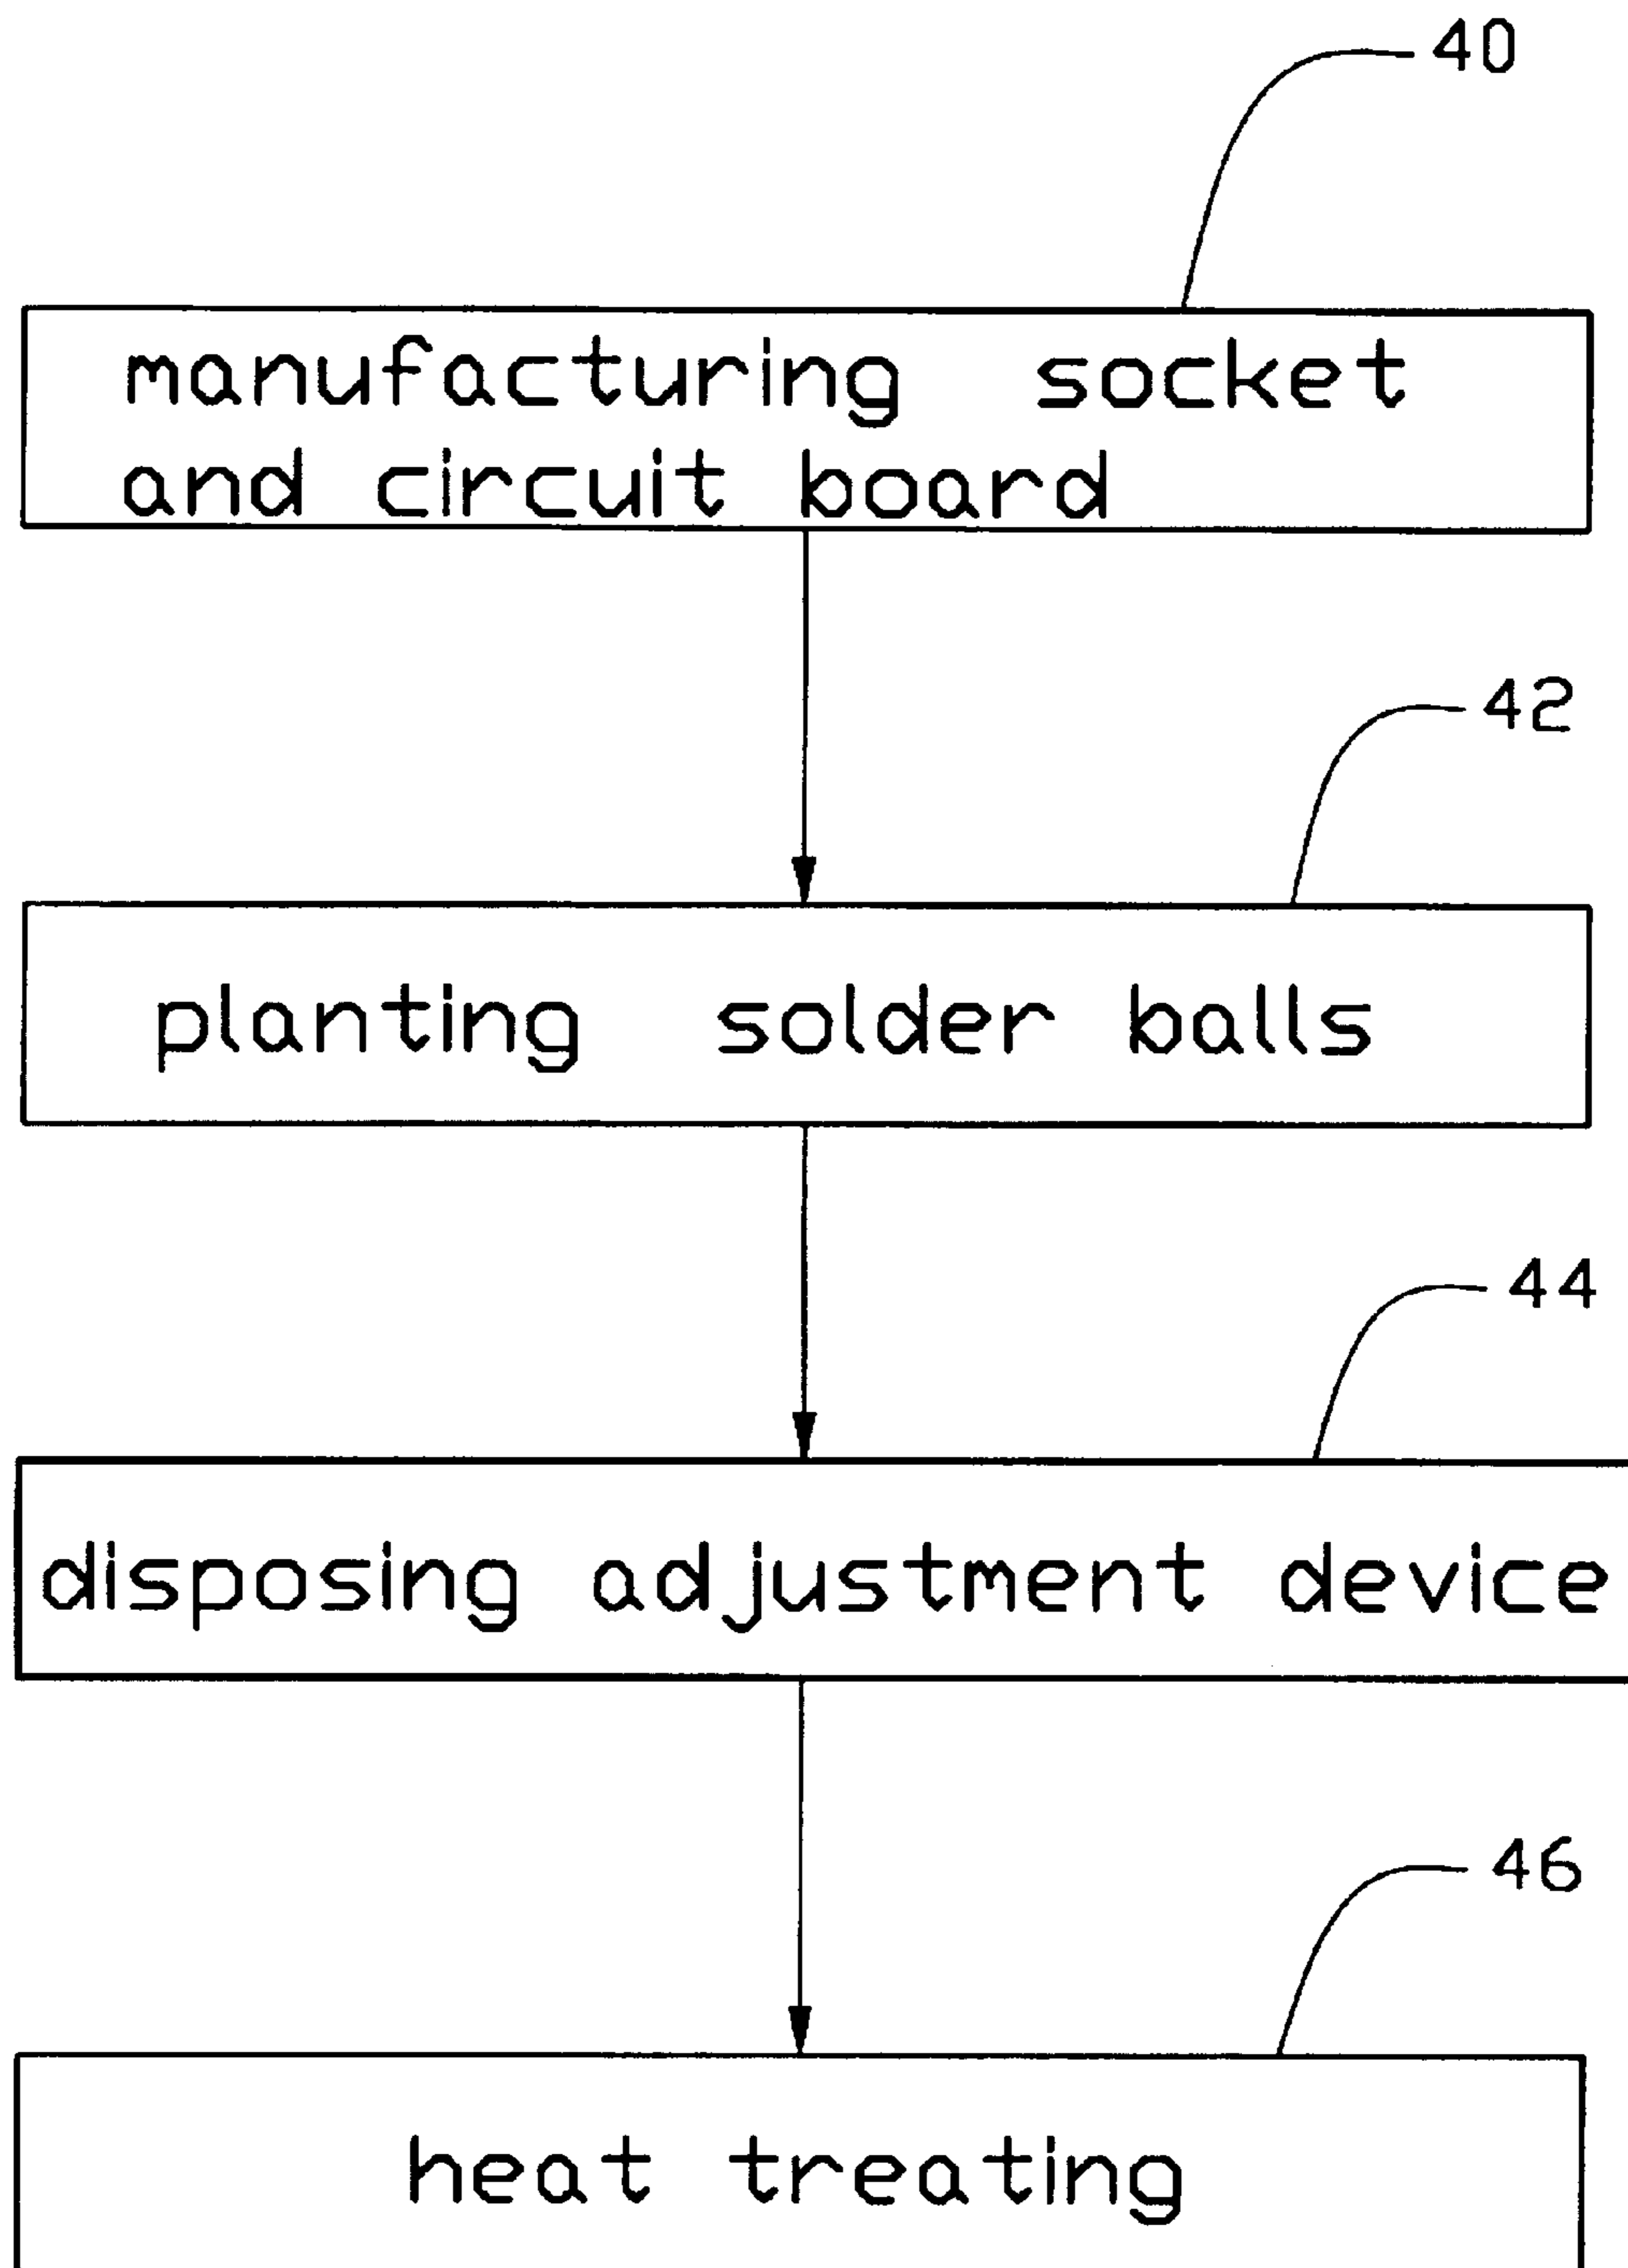 40
manufacturing socket
and circuit board
42
planting solder balls
44
disposing adjustment device
46
heat treating